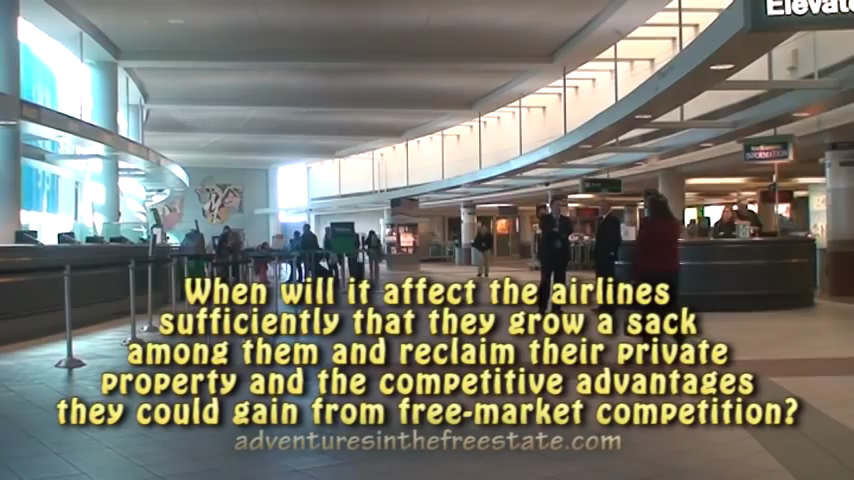 Elevato
INFORMATION
When will it affect the airlines
sufficiently that they grow a sack
among them and reclaim their private
property and the competitive advantages
they could gain from free-market competition?
adventuresinthefreestate.com